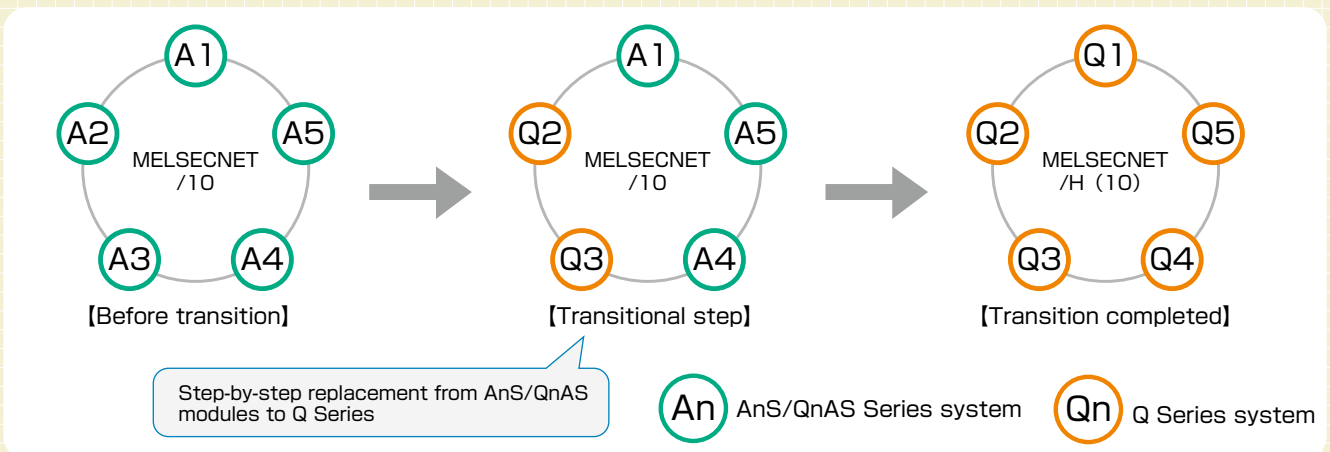 A1
A2
A5
MELSECNET
/10
A3
A4
【Before transition】
A1
Q2
A5
MELSECNET
/10
Q3
A4
【Transitional step】
Q1
Q2
Q5
MELSECNET
/H（10）
Q3
Q4
【Transition completed】
Step-by-step replacement from AnS/QnAS
modules to Q Series
An AnS/QnAS Series system
Qn Q Series system